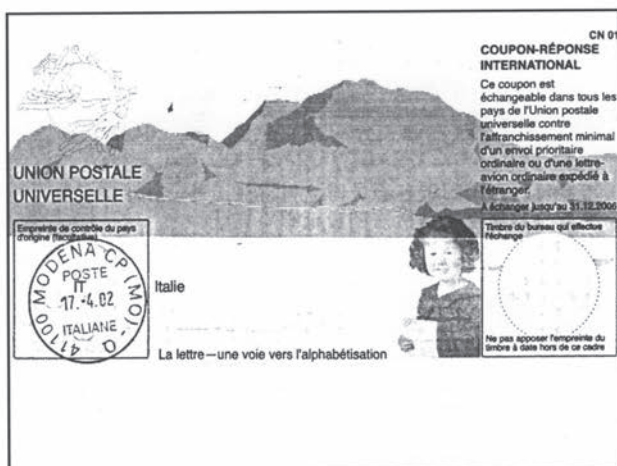 CN 01
COUPON-RÉPONSE
INTERNATIONAL
Ce coupon est
échangeable dans tous les
pays de l'Union postale
universelle contre
l'affranchissement minimal
d'un envoi prioritaire
ordinaire ou d'une lettre-
avion ordinaire expédié à
l'étranger.
A échanger jusqu'au 31.12.2006
UNION POSTALE
UNIVERSELLE
Empreinte de contrôle du pays
d'origine (facultative)
41100 MODENA CP (MO) - Q
POSTE
IT
17.-4.02
ITALIANE
Italie
La lettre—une voie vers l'alphabétisation
Timbre du bureau qui effectue
l'échange
Ne pas apposer l'empreinte du
timbre à date hors de ce cadre